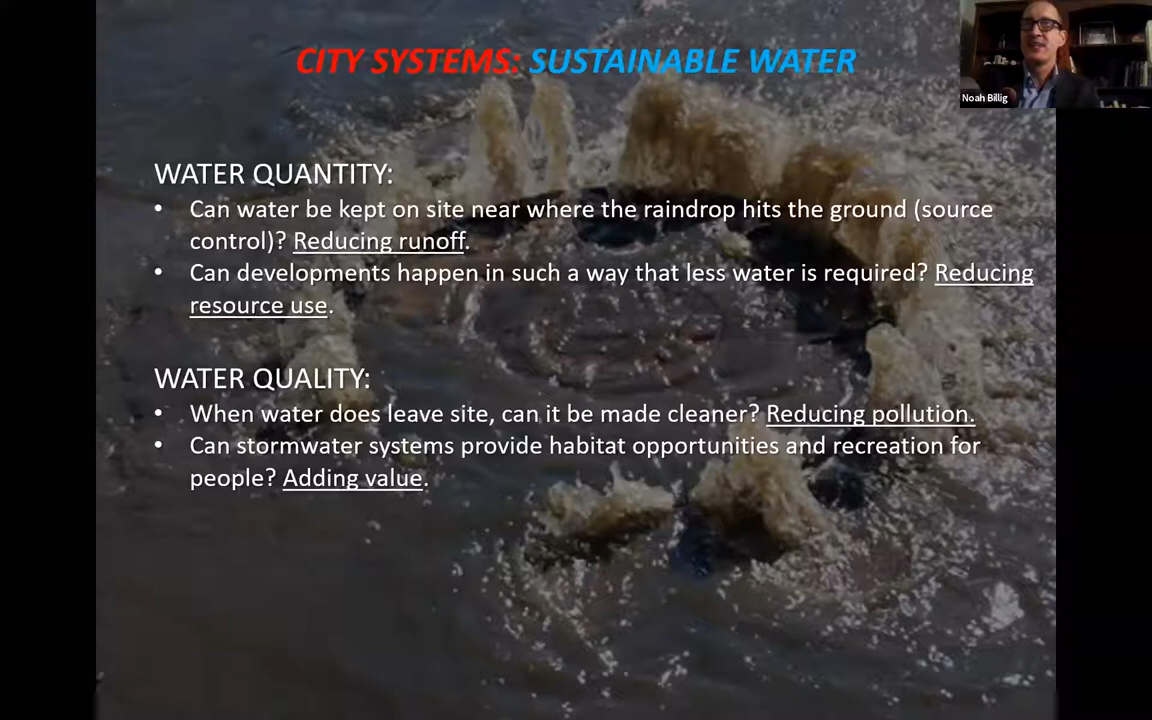 CITY SYSTEMS: SUSTAINABLE WATER
Noah Billig
WATER QUANTITY:
• Can water be kept on site near where the raindrop hits the ground (source
control)? Reducing runoff.
• Can developments happen in such a way that less water is required? Reducing
resource use.
WATER QUALITY:
• When water does leave site, can it be made cleaner? Reducing pollution.
• Can stormwater systems provide habitat opportunities and recreation for
people? Adding value.